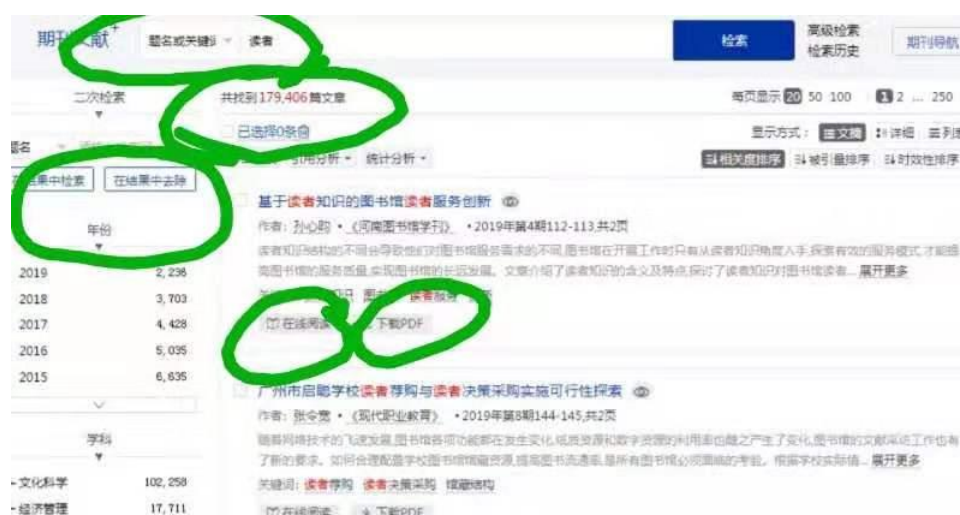 期刊文献+ 题名或关键 读者 检索 高级检索 期刊导航
检索历史
二次检索 共找到179,406篇文章 每页显示 20 50 100 1 2 ... 250
已选择0条 显示方式： 文摘 详细 列表
引用分析 统计分析 相关度排序 被引量排序 时效性排序
在结果中检索 在结果中去除
基于读者知识的图书馆读者服务创新
年份
作者：孙心韵 • 《河南图书馆学刊》 • 2019年第4期112-113,共2页
读者知识结构的不同会导致他们对图书馆服务需求的不同,图书馆在开展工作时只有从读者知识角度入手,探索有效的服务模式,才能提
2019 2,236
高图书馆的服务质量,实现图书馆的长远发展。文章介绍了读者知识的含义及特点,探讨了读者知识对图书馆读者... 展开更多
2018 3,703
2017 4,428
在线阅读 下载PDF
2016 5,035
2015 6,635
广州市启聪学校读者荐购与读者决策采购实施可行性探索
作者：张令宽 • 《现代职业教育》 • 2019年第8期144-145,共2页
学科
随着网络技术的飞速发展,图书馆各项功能都在发生变化,纸质资源和数字资源的利用率也随之产生了变化,图书馆的文献采访工作也有
了新的要求。如何合理配置学校图书馆馆藏资源,提高图书流通率,是所有图书馆必须面临的考验。根据学校实际情... 展开更多
文化科学 102,258
关键词：读者荐购 读者决策采购 馆藏结构
经济管理 17,711
在线阅读 下载PDF